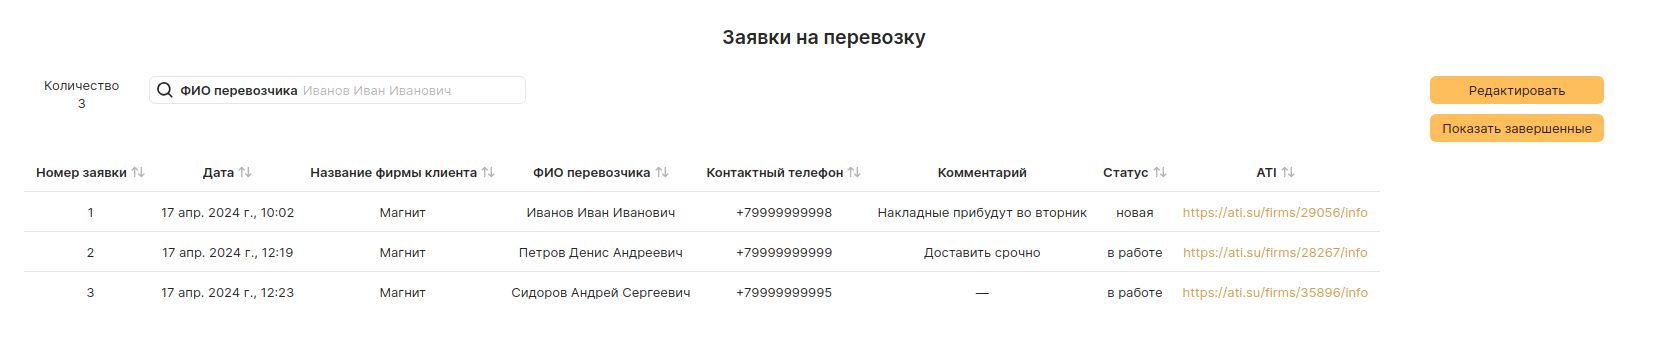 Заявки на перевозку
Количество
3
ФИО перевозчика Иванов Иван Иванович
Редактировать
Показать завершенные
Номер заявки Дата Название фирмы клиента ФИО перевозчика Контактный телефон Комментарий Статус ATI
1 17 апр. 2024 г., 10:02 Магнит Иванов Иван Иванович +79999999998 Накладные прибудут во вторник новая https://ati.su/firms/29056/info
2 17 апр. 2024 г., 12:19 Магнит Петров Денис Андреевич +79999999999 Доставить срочно в работе https://ati.su/firms/28267/info
3 17 апр. 2024 г., 12:23 Магнит Сидоров Андрей Сергеевич +79999999995 — в работе https://ati.su/firms/35896/info